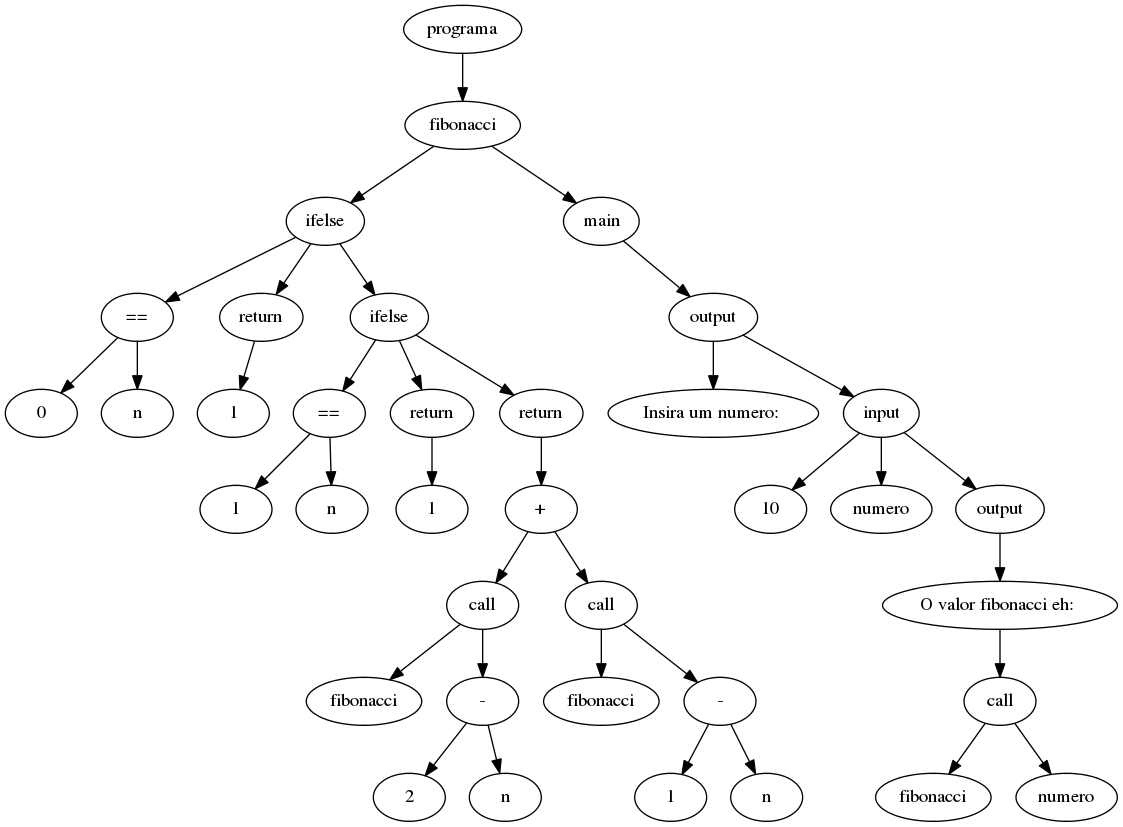 programa
fibonacci
ifelse
main
==
return
ifelse
output
0
n
1
==
return
return
Insira um numero:
input
1
n
1
+
10
numero
output
call
call
O valor fibonacci eh:
fibonacci
-
fibonacci
-
call
2
n
1
n
fibonacci
numero